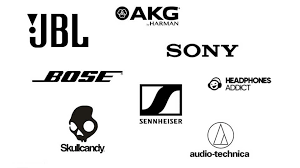 JBL
AKG
BY HARMAN
SONY
BOSE
HEADPHONES
ADDICT
SENNHEISER
Skullcandy
audio-technica